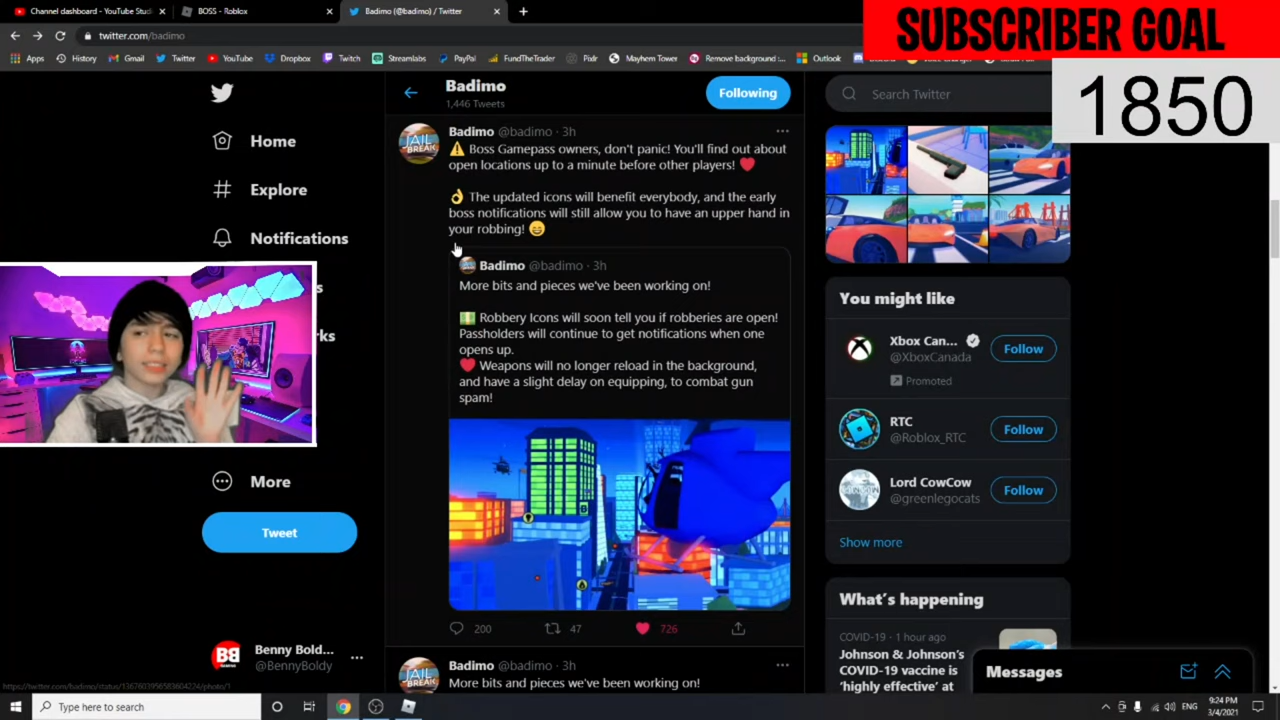 Channel dashboard - YouTube Stud
BOSS - Roblox
Badimo (@badimo) / Twitter
twitter.com/badimo
Apps
History
Gmail
Twitter
YouTube
Dropbox
Twitch
Streamlabs
PayPal
FundTheTrader
Pixlr
Mayhem Tower
Remove background ...
Outlook
SUBSCRIBER GOAL
1850
Badimo
1,446 Tweets
Following
Search Twitter
Home
Explore
Notifications
More
Tweet
Benny Bold...
@BennyBoldy
Badimo @badimo · 3h
⚠️ Boss Gamepass owners, don't panic! You'll find out about
open locations up to a minute before other players! ❤️
👌 The updated icons will benefit everybody, and the early
boss notifications will still allow you to have an upper hand in
your robbing! 😄
Badimo @badimo · 3h
More bits and pieces we've been working on!
💵 Robbery Icons will soon tell you if robberies are open!
Passholders will continue to get notifications when one
opens up.
❤️ Weapons will no longer reload in the background,
and have a slight delay on equipping, to combat gun
spam!
200
47
726
Badimo @badimo · 3h
More bits and pieces we've been working on!
JAIL
BREAK
You might like
Xbox Can...
@XboxCanada
Promoted
Follow
RTC
@Roblox_RTC
Follow
Lord CowCow
@greenlegocats
Follow
Show more
What's happening
COVID-19 · 1 hour ago
Johnson & Johnson's
COVID-19 vaccine is
'highly effective' at
Messages
Type here to search
ENG
9:24 PM
3/4/2021